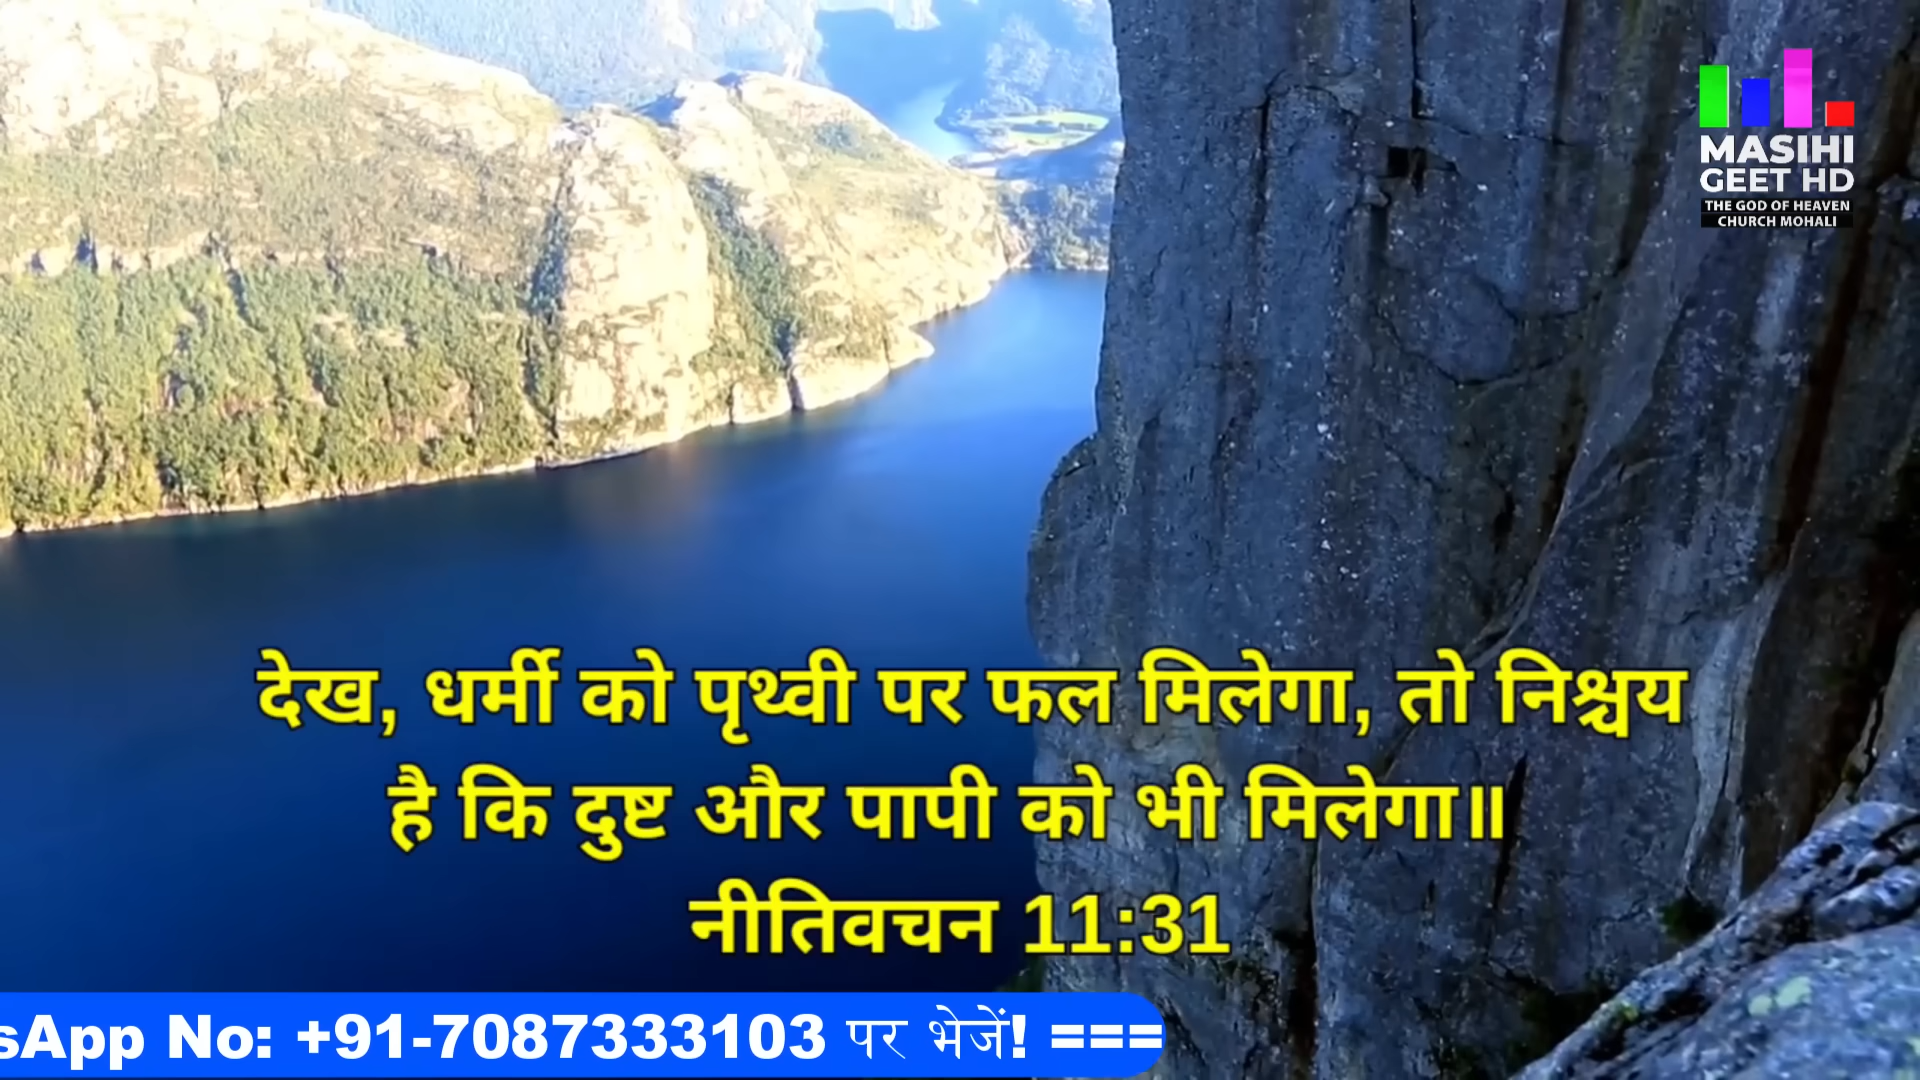 MASIHI
GEET HD
THE GOD OF HEAVEN
CHURCH MOHALI
देख, धर्मी को पृथ्वी पर फल मिलेगा, तो निश्चय
है कि दुष्ट और पापी को भी मिलेगा॥
नीतिवचन 11:31
sApp No: +91-7087333103 पर भेजें! ===